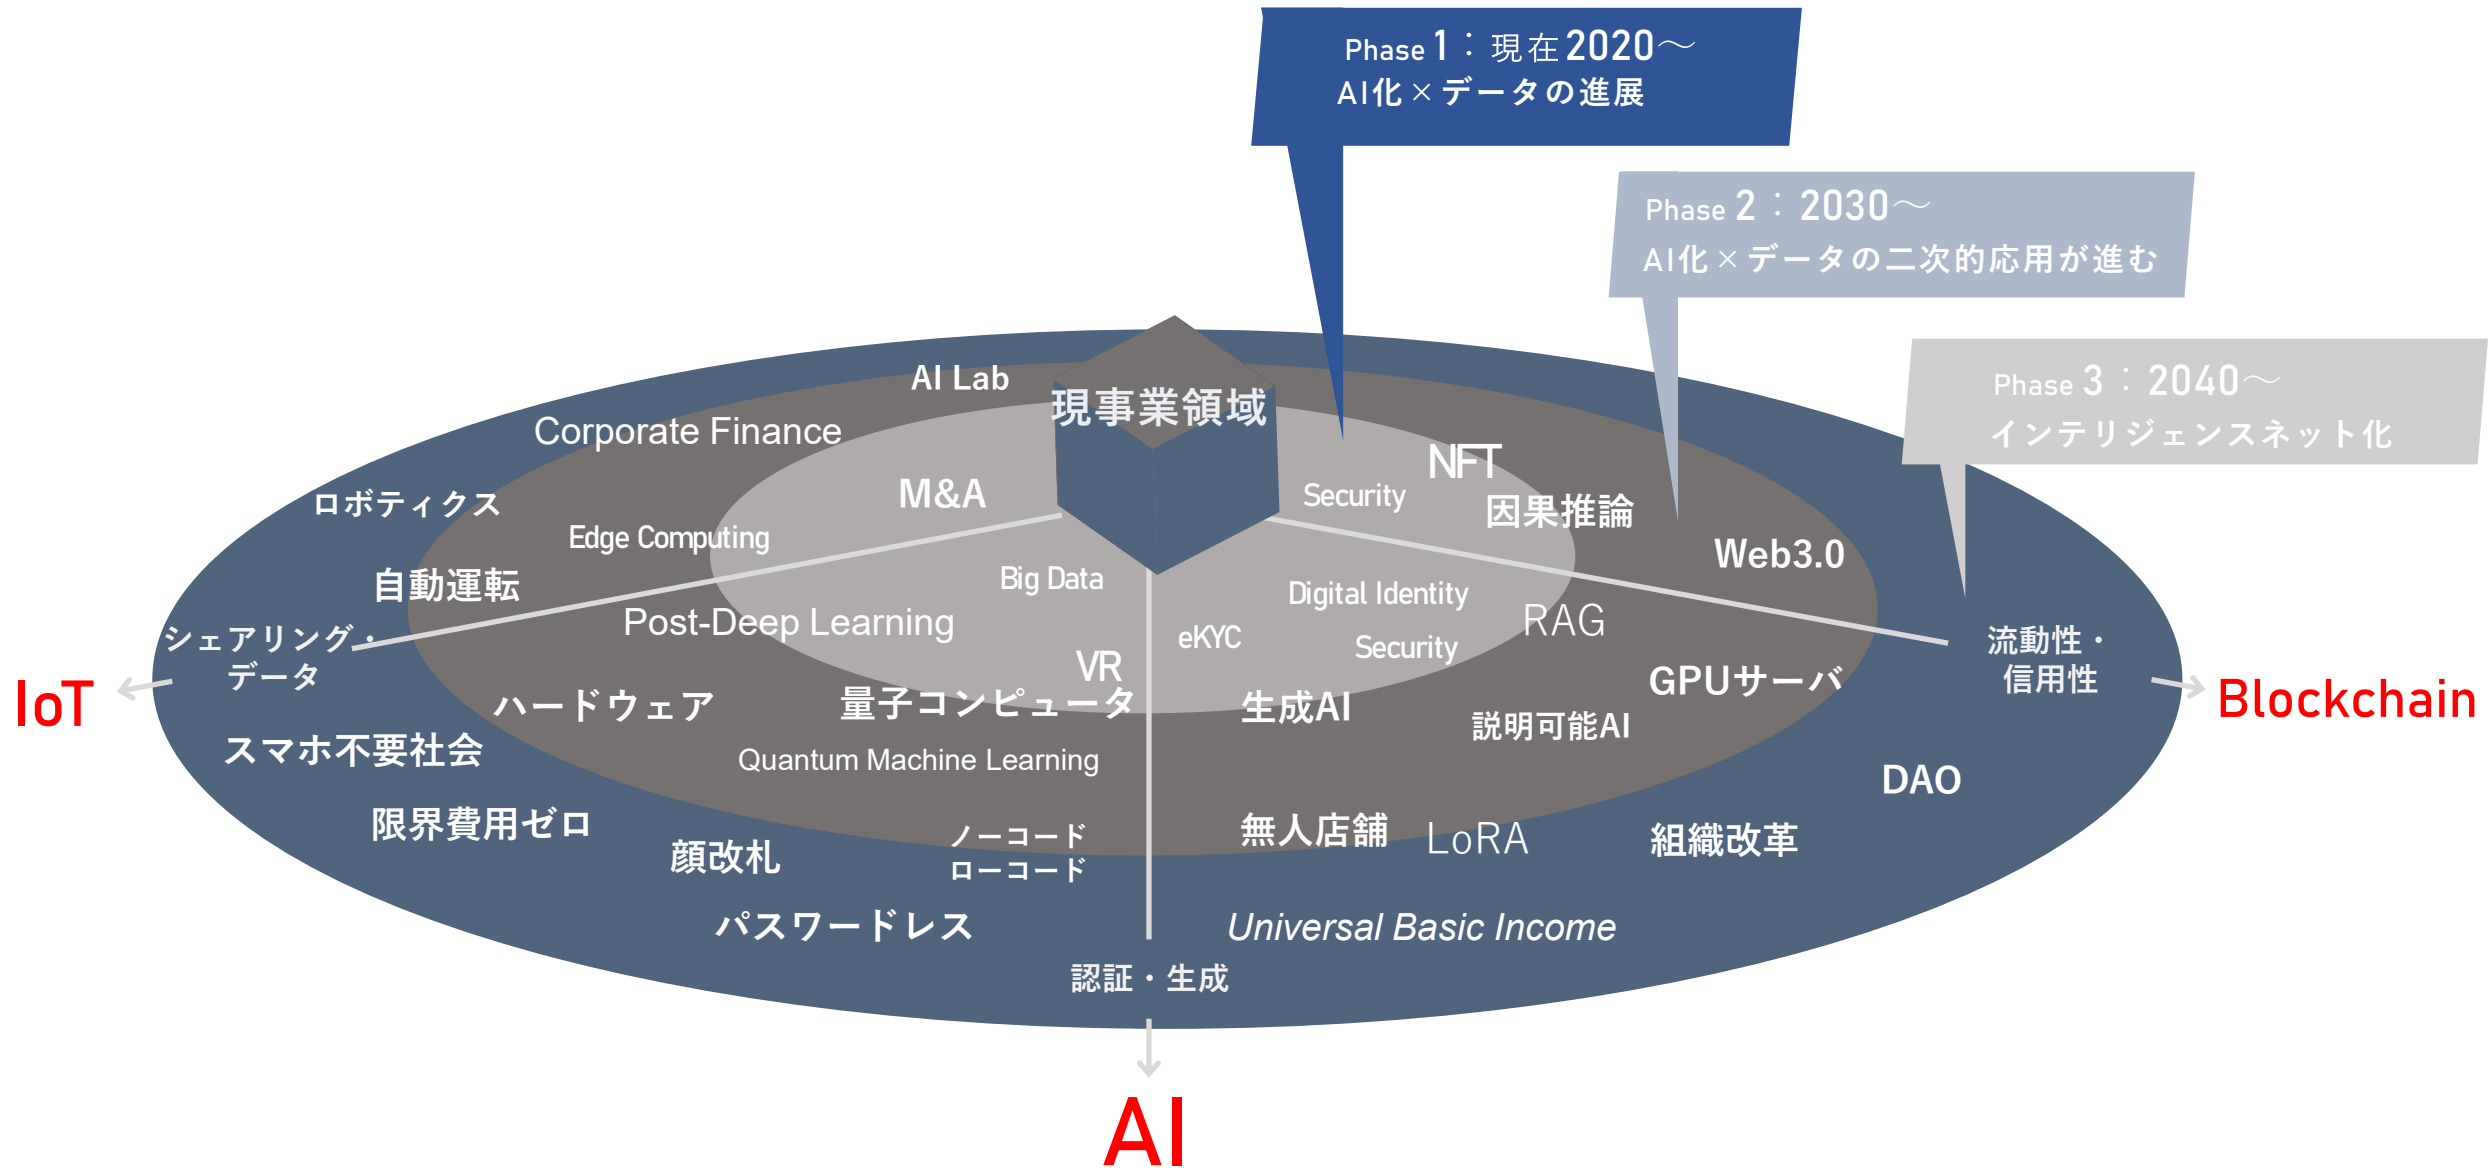 Phase 1：現在2020～
AI化×データの進展
Phase 2：2030～
AI化×データの二次的応用が進む
Phase 3：2040～
インテリジェンスネット化
AI Lab
現事業領域
Corporate Finance
NFT
M&A
Security
ロボティクス
因果推論
Edge Computing
Web3.0
自動運転
Big Data
Digital Identity
Post-Deep Learning
RAG
シェアリング・
データ
eKYC
Security
流動性・
信用性
VR
GPUサーバ
IoT
Blockchain
ハードウェア
量子コンピュータ
生成AI
説明可能AI
スマホ不要社会
Quantum Machine Learning
DAO
限界費用ゼロ
ノーコード
ローコード
無人店舗
LoRA
組織改革
顔改札
パスワードレス
Universal Basic Income
認証・生成
AI